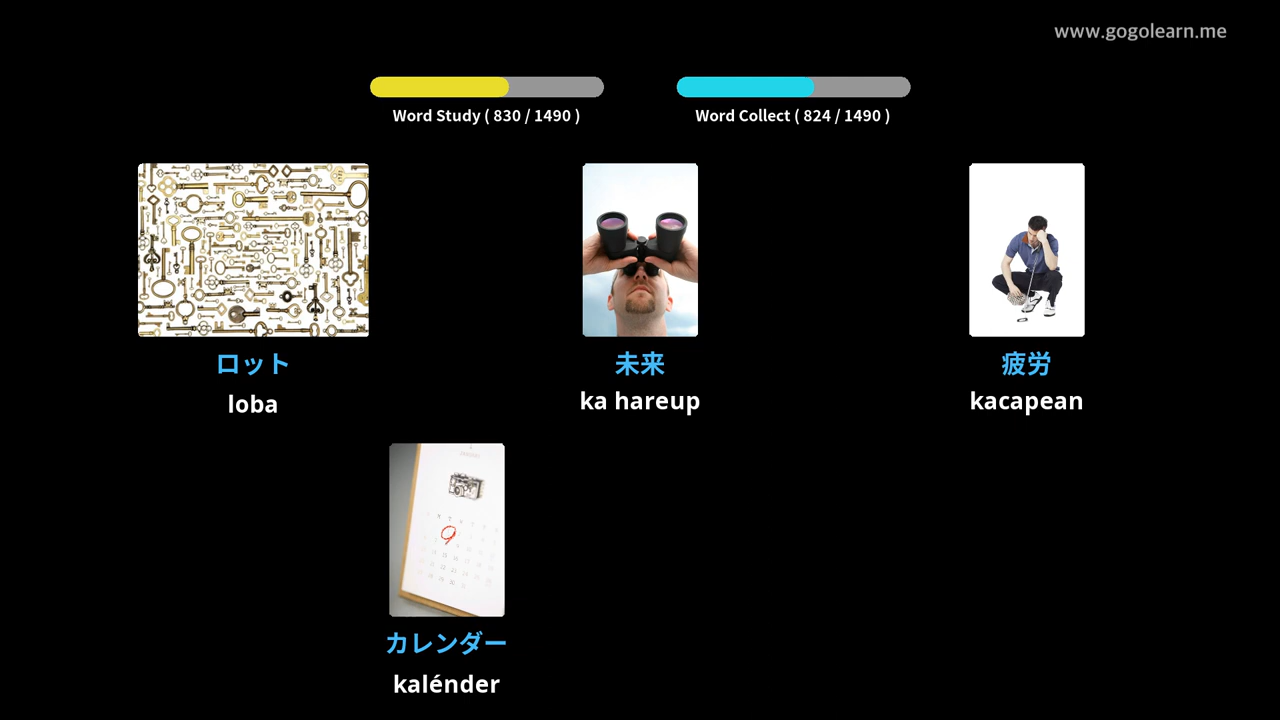 www.gogolearn.me
Word Study ( 830 / 1490 )
Word Collect ( 824 / 1490 )
ロット
未来
疲労
loba
ka hareup
kacapean
カレンダー
kalénder